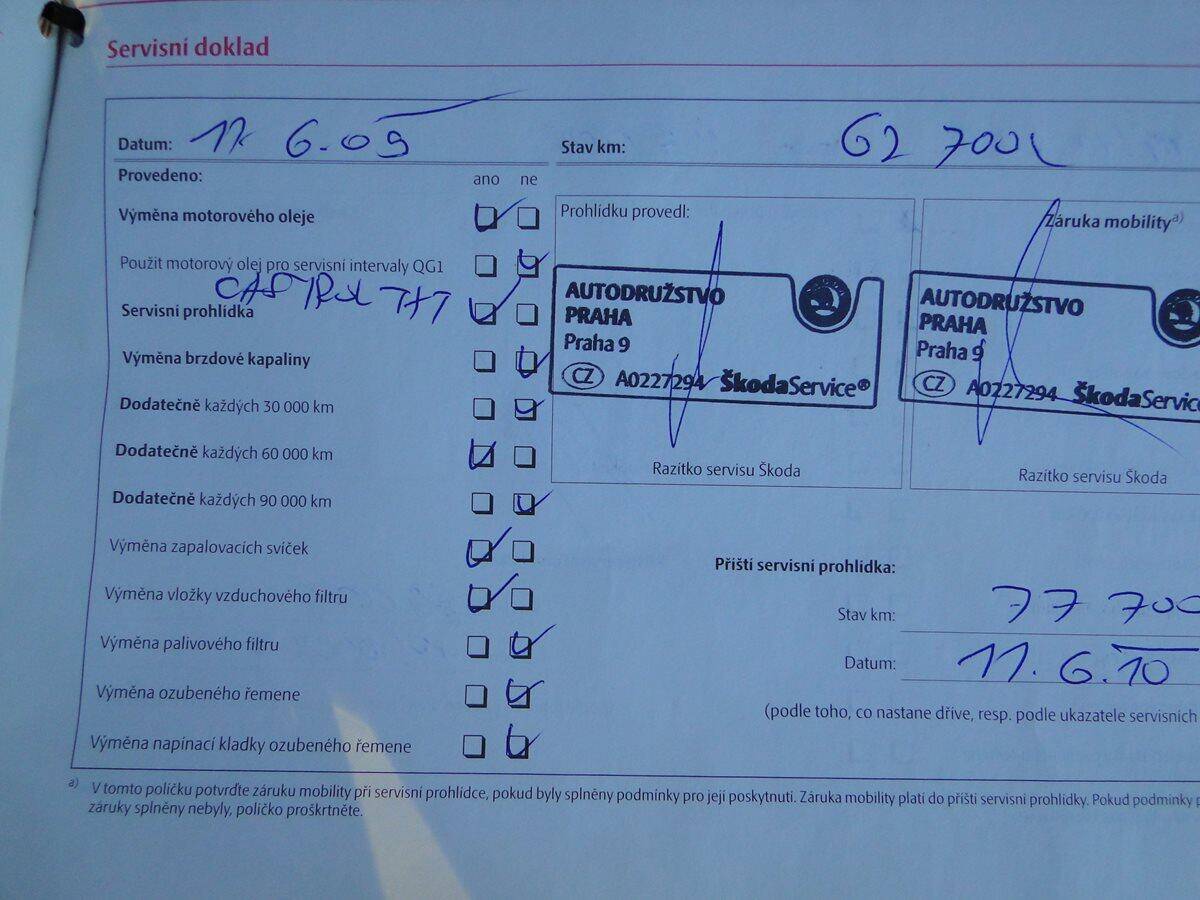 Servisní doklad
Datum: 11. 6.09
Stav km: 62 700
Provedeno: ano ne
Výměna motorového oleje
Použit motorový olej pro servisní intervaly QG1
CASTROL
Servisní prohlídka
Výměna brzdové kapaliny
Dodatečně každých 30 000 km
Dodatečně každých 60 000 km
Dodatečně každých 90 000 km
Výměna zapalovacích svíček
Výměna vložky vzduchového filtru
Výměna palivového filtru
Výměna ozubeného řemene
Výměna napínací kladky ozubeného řemene
Prohlídku provedl:
AUTODRUŽSTVO
PRAHA
Praha 9
CZ A0227294 ŠkodaService®
Razítko servisu Škoda
Záruka mobility a)
AUTODRUŽSTVO
PRAHA
Praha 9
CZ A0227294 ŠkodaService
Razítko servisu Škoda
Příští servisní prohlídka:
Stav km: 77 700
Datum: 11. 6.10
(podle toho, co nastane dříve, resp. podle ukazatele servisních
a) V tomto políčku potvrďte záruku mobility při servisní prohlídce, pokud byly splněny podmínky pro její poskytnutí. Záruka mobility platí do příští servisní prohlídky. Pokud podmínky
záruky splněny nebyly, políčko proškrtněte.